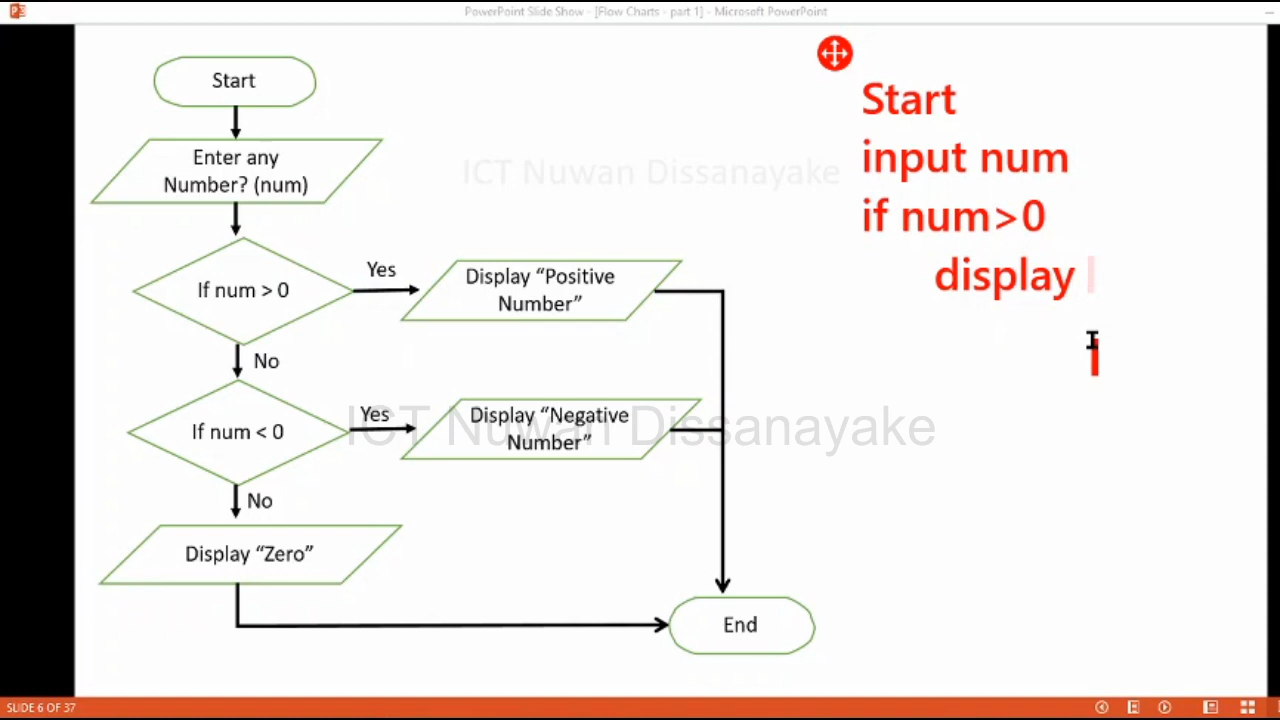 PowerPoint Slide Show - [Flow Charts - part 1] - Microsoft PowerPoint
Start
Enter any
Number? (num)
If num > 0
Yes
Display “Positive
Number”
No
If num < 0
Yes
Display “Negative
Number”
No
Display “Zero”
End
Start
input num
if num>0
display
ICT Nuwan Dissanayake
ICT Nuwan Dissanayake
SLIDE 6 OF 37